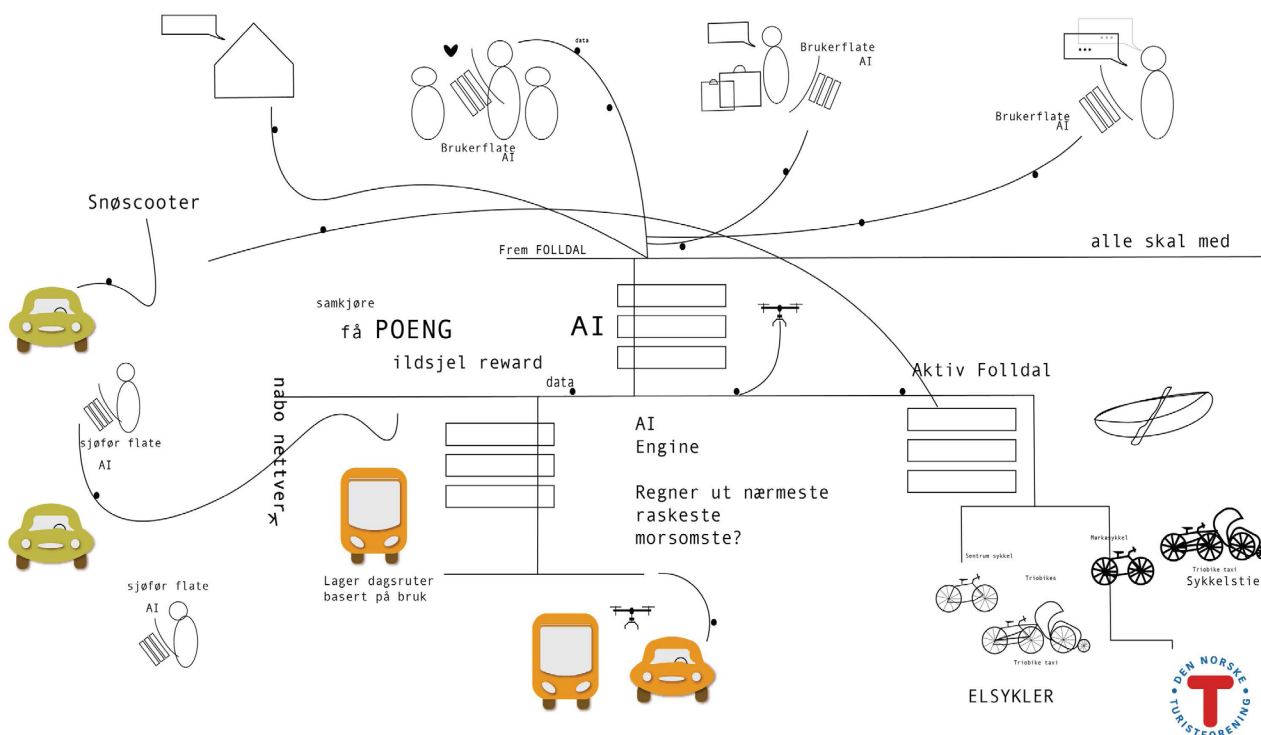 data
Brukerflate
AI
Brukerflate
AI
Brukerflate
AI
Snøscooter
Frem FOLLDAL
alle skal med
samkjøre
få POENG
ildsjel reward
AI
data
Aktiv Folldal
nabo nettverk
sjøfør flate
AI
AI
Engine
Regner ut nærmeste
raskeste
morsomste?
Lager dagsruter
basert på bruk
sjøfør flate
AI
Sentrum sykkel
Triobikes
Triobike taxi
Markasykkel
Triobike taxi
Sykkelstie
ELSYKLER
DEN NORSKE
TURISTFORENING
T